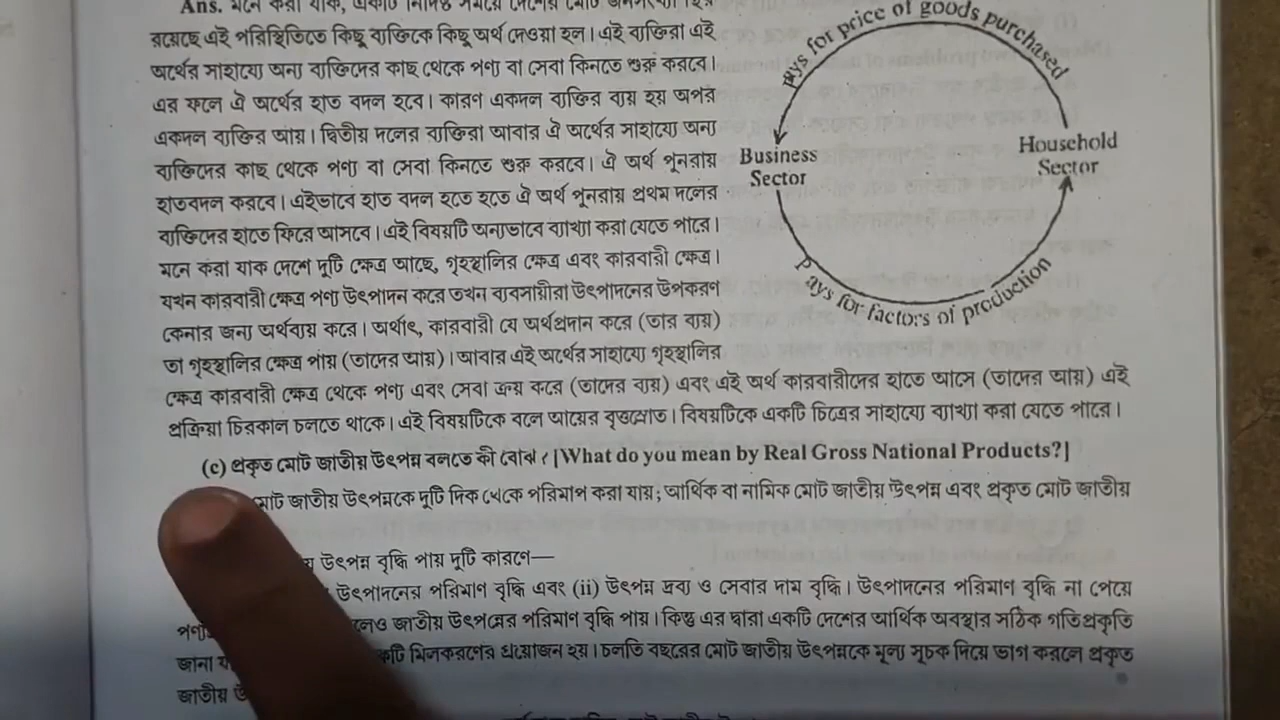 Ans. মনে করা যাক, একটি নির্দিষ্ট সময়ে দেশের মোট
রয়েছে এই পরিস্থিতিতে কিছু ব্যক্তিকে কিছু অর্থ দেওয়া হল। এই ব্যক্তিরা এই
অর্থের সাহায্যে অন্য ব্যক্তিদের কাছ থেকে পণ্য বা সেবা কিনতে শুরু করবে।
এর ফলে ঐ অর্থের হাত বদল হবে। কারণ একদল ব্যক্তির ব্যয় হয় অপর
একদল ব্যক্তির আয়। দ্বিতীয় দলের ব্যক্তিরা আবার ঐ অর্থের সাহায্যে অন্য
ব্যক্তিদের কাছ থেকে পণ্য বা সেবা কিনতে শুরু করবে। ঐ অর্থ পুনরায়
হাতবদল করবে। এইভাবে হাত বদল হতে হতে ঐ অর্থ পুনরায় প্রথম দলের
ব্যক্তিদের হাতে ফিরে আসবে। এই বিষয়টি অন্যভাবে ব্যাখ্যা করা যেতে পারে।
মনে করা যাক দেশে দুটি ক্ষেত্র আছে, গৃহস্থালির ক্ষেত্র এবং কারবারী ক্ষেত্র।
যখন কারবারী ক্ষেত্র পণ্য উৎপাদন করে তখন ব্যবসায়ীরা উৎপাদনের উপকরণ
কেনার জন্য অর্থব্যয় করে। অর্থাৎ, কারবারী যে অর্থপ্রদান করে (তার ব্যয়)
তা গৃহস্থালির ক্ষেত্র পায় (তাদের আয়)। আবার এই অর্থের সাহায্যে গৃহস্থালির
ক্ষেত্র কারবারী ক্ষেত্র থেকে পণ্য এবং সেবা ক্রয় করে (তাদের ব্যয়) এবং এই অর্থ কারবারীদের হাতে আসে (তাদের আয়) এই
প্রক্রিয়া চিরকাল চলতে থাকে। এই বিষয়টিকে বলে আয়ের বৃত্তস্রোত। বিষয়টিকে একটি চিত্রের সাহায্যে ব্যাখ্যা করা যেতে পারে।
pays for price of goods purchased
Business
Sector
Household
Sector
Pays for factors of production
(c) প্রকৃত মোট জাতীয় উৎপন্ন বলতে কী বোঝ? [What do you mean by Real Gross National Products?]
মোট জাতীয় উৎপন্নকে দুটি দিক থেকে পরিমাপ করা যায়; আর্থিক বা নামিক মোট জাতীয় উৎপন্ন এবং প্রকৃত মোট জাতীয়
উৎপন্ন বৃদ্ধি পায় দুটি কারণে—
উৎপাদনের পরিমাণ বৃদ্ধি এবং (ii) উৎপন্ন দ্রব্য ও সেবার দাম বৃদ্ধি। উৎপাদনের পরিমাণ বৃদ্ধি না পেয়ে
জাতীয় উৎপন্নের পরিমাণ বৃদ্ধি পায়। কিন্তু এর দ্বারা একটি দেশের আর্থিক অবস্থার সঠিক গতিপ্রকৃতি
জানা মিলকরণের প্রয়োজন হয়। চলতি বছরের মোট জাতীয় উৎপন্নকে মূল্য সূচক দিয়ে ভাগ করলে প্রকৃত
জাতীয়